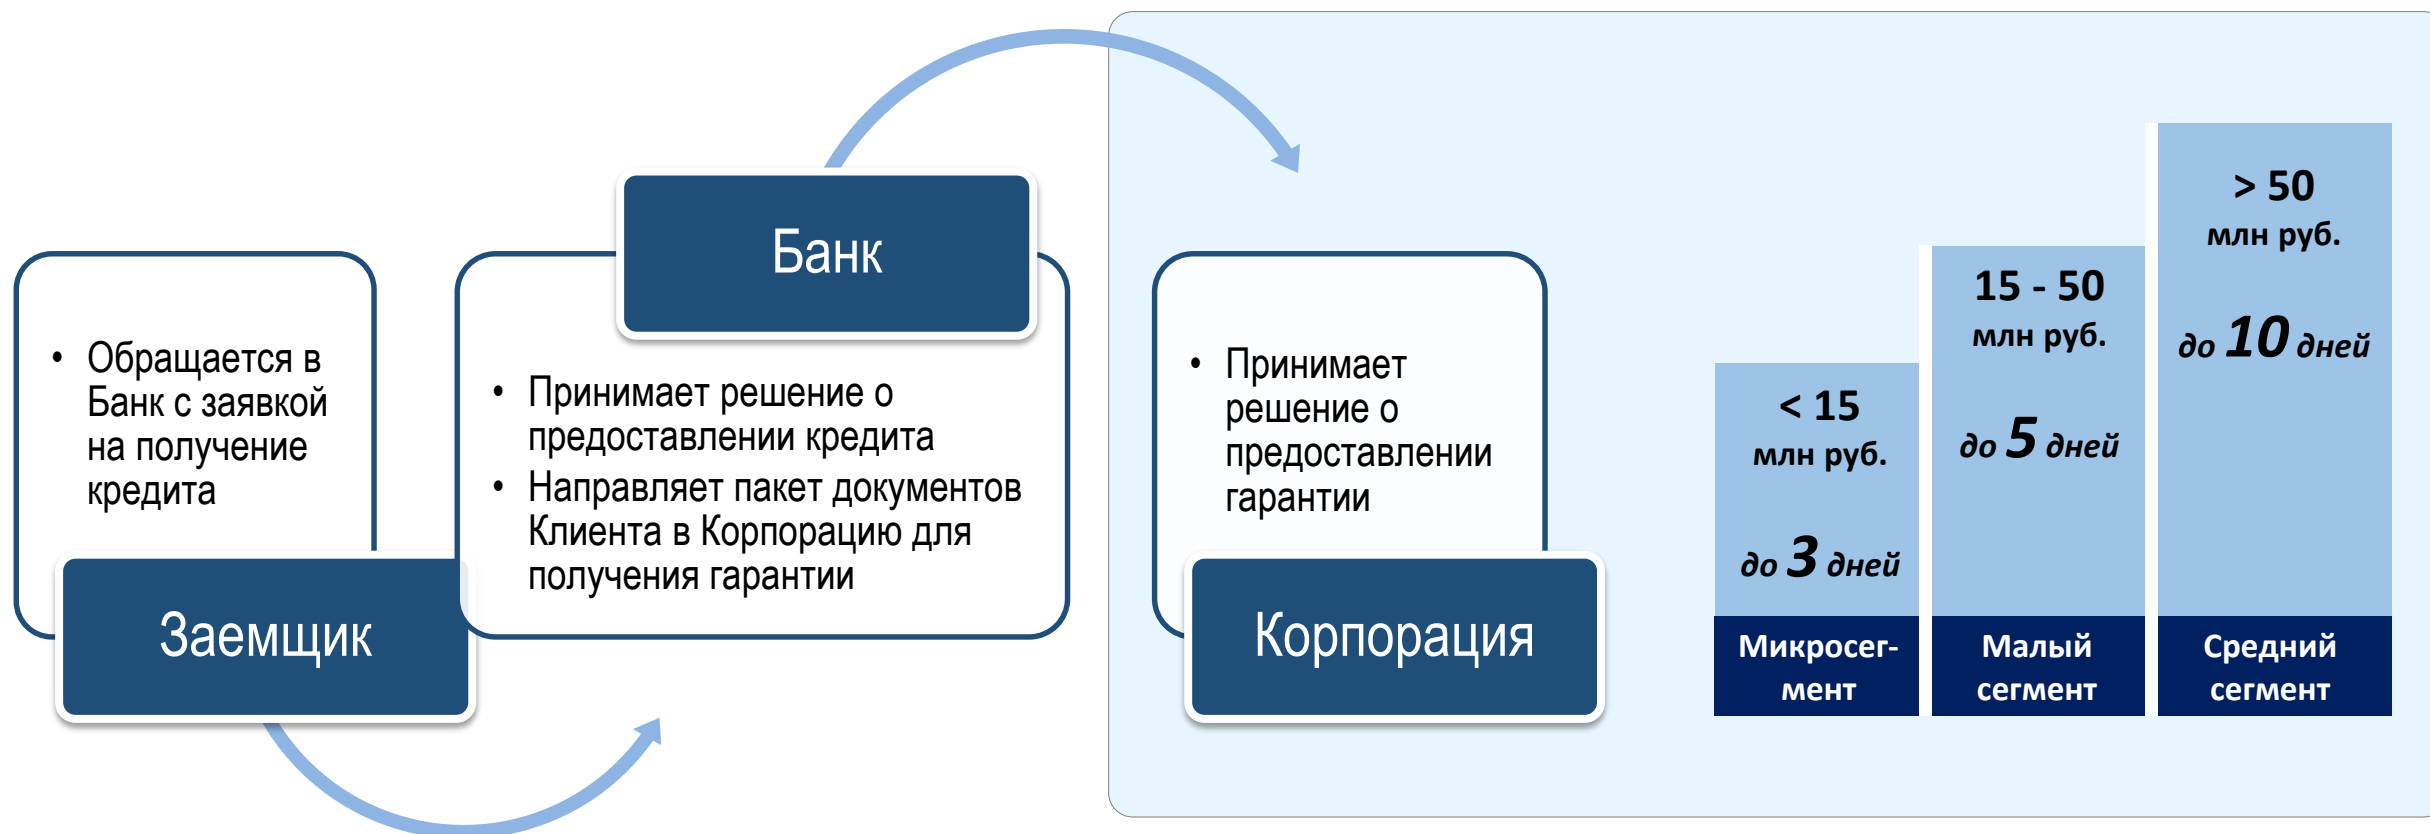 • Обращается в
Банк с заявкой
на получение
кредита
Заемщик
Банк
• Принимает решение о
предоставлении кредита
• Направляет пакет документов
Клиента в Корпорацию для
получения гарантии
• Принимает
решение о
предоставлении
гарантии
Корпорация
< 15
млн руб.
до 3 дней
Микросег-
мент
15 - 50
млн руб.
до 5 дней
Малый
сегмент
> 50
млн руб.
до 10 дней
Средний
сегмент